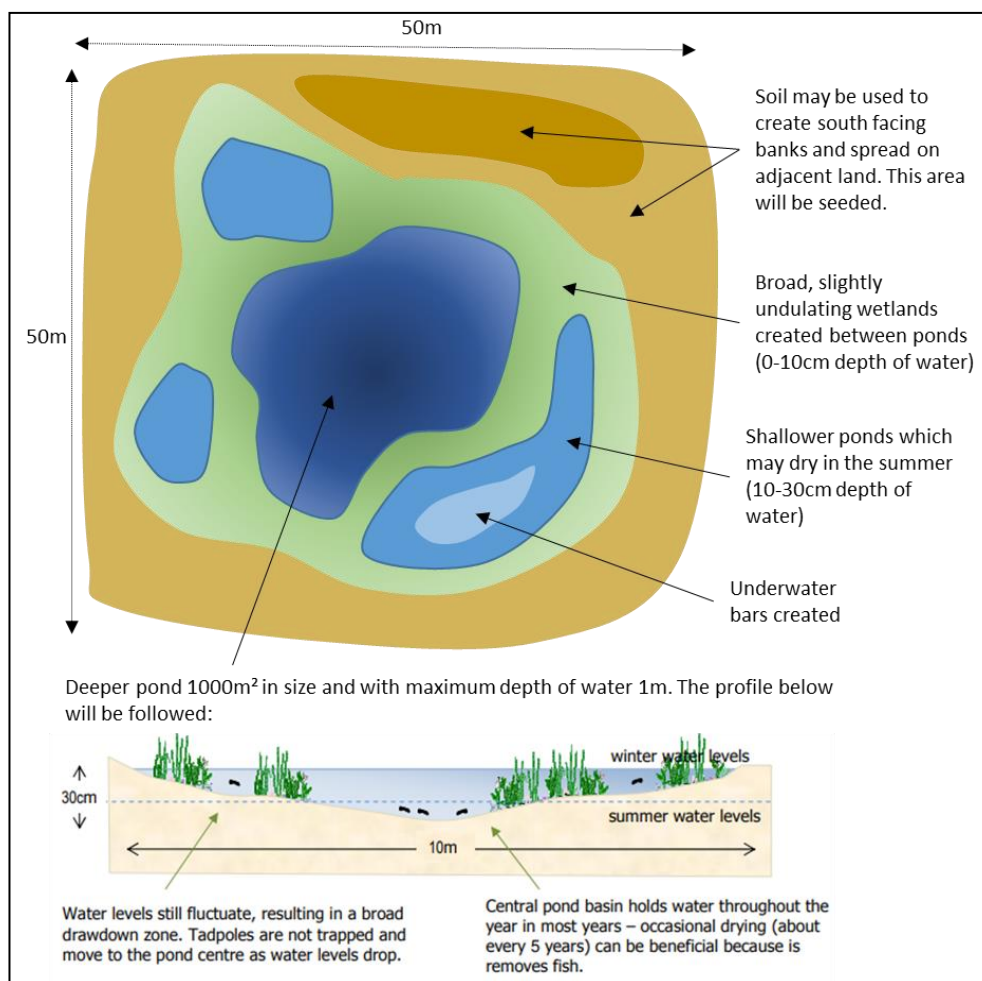 50m
50m
Soil may be used to
create south facing
banks and spread on
adjacent land. This area
will be seeded.
Broad, slightly
undulating wetlands
created between ponds
(0-10cm depth of water)
Shallower ponds which
may dry in the summer
(10-30cm depth of
water)
Underwater
bars created
Deeper pond 1000m² in size and with maximum depth of water 1m. The profile below
will be followed:
winter water levels
30cm
summer water levels
10m
Water levels still fluctuate, resulting in a broad
drawdown zone. Tadpoles are not trapped and
move to the pond centre as water levels drop.
Central pond basin holds water throughout the
year in most years – occasional drying (about
every 5 years) can be beneficial because is
removes fish.